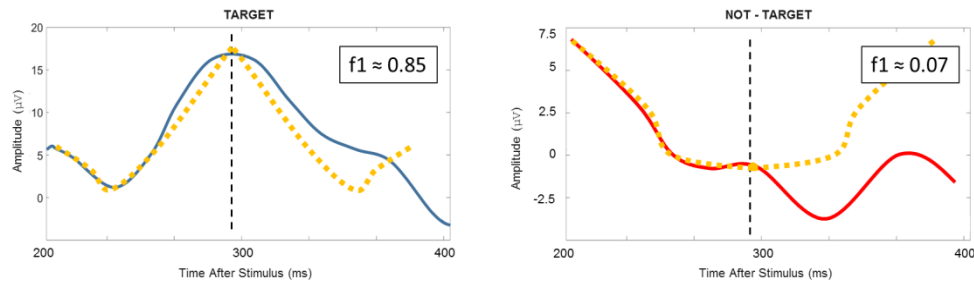 TARGET
20
15
10
5
0
Amplitude (µV)
f1 ≈ 0.85
200
300
400
Time After Stimulus (ms)
NOT - TARGET
7.5
5
2.5
0
-2.5
Amplitude (µV)
f1 ≈ 0.07
200
300
400
Time After Stimulus (ms)